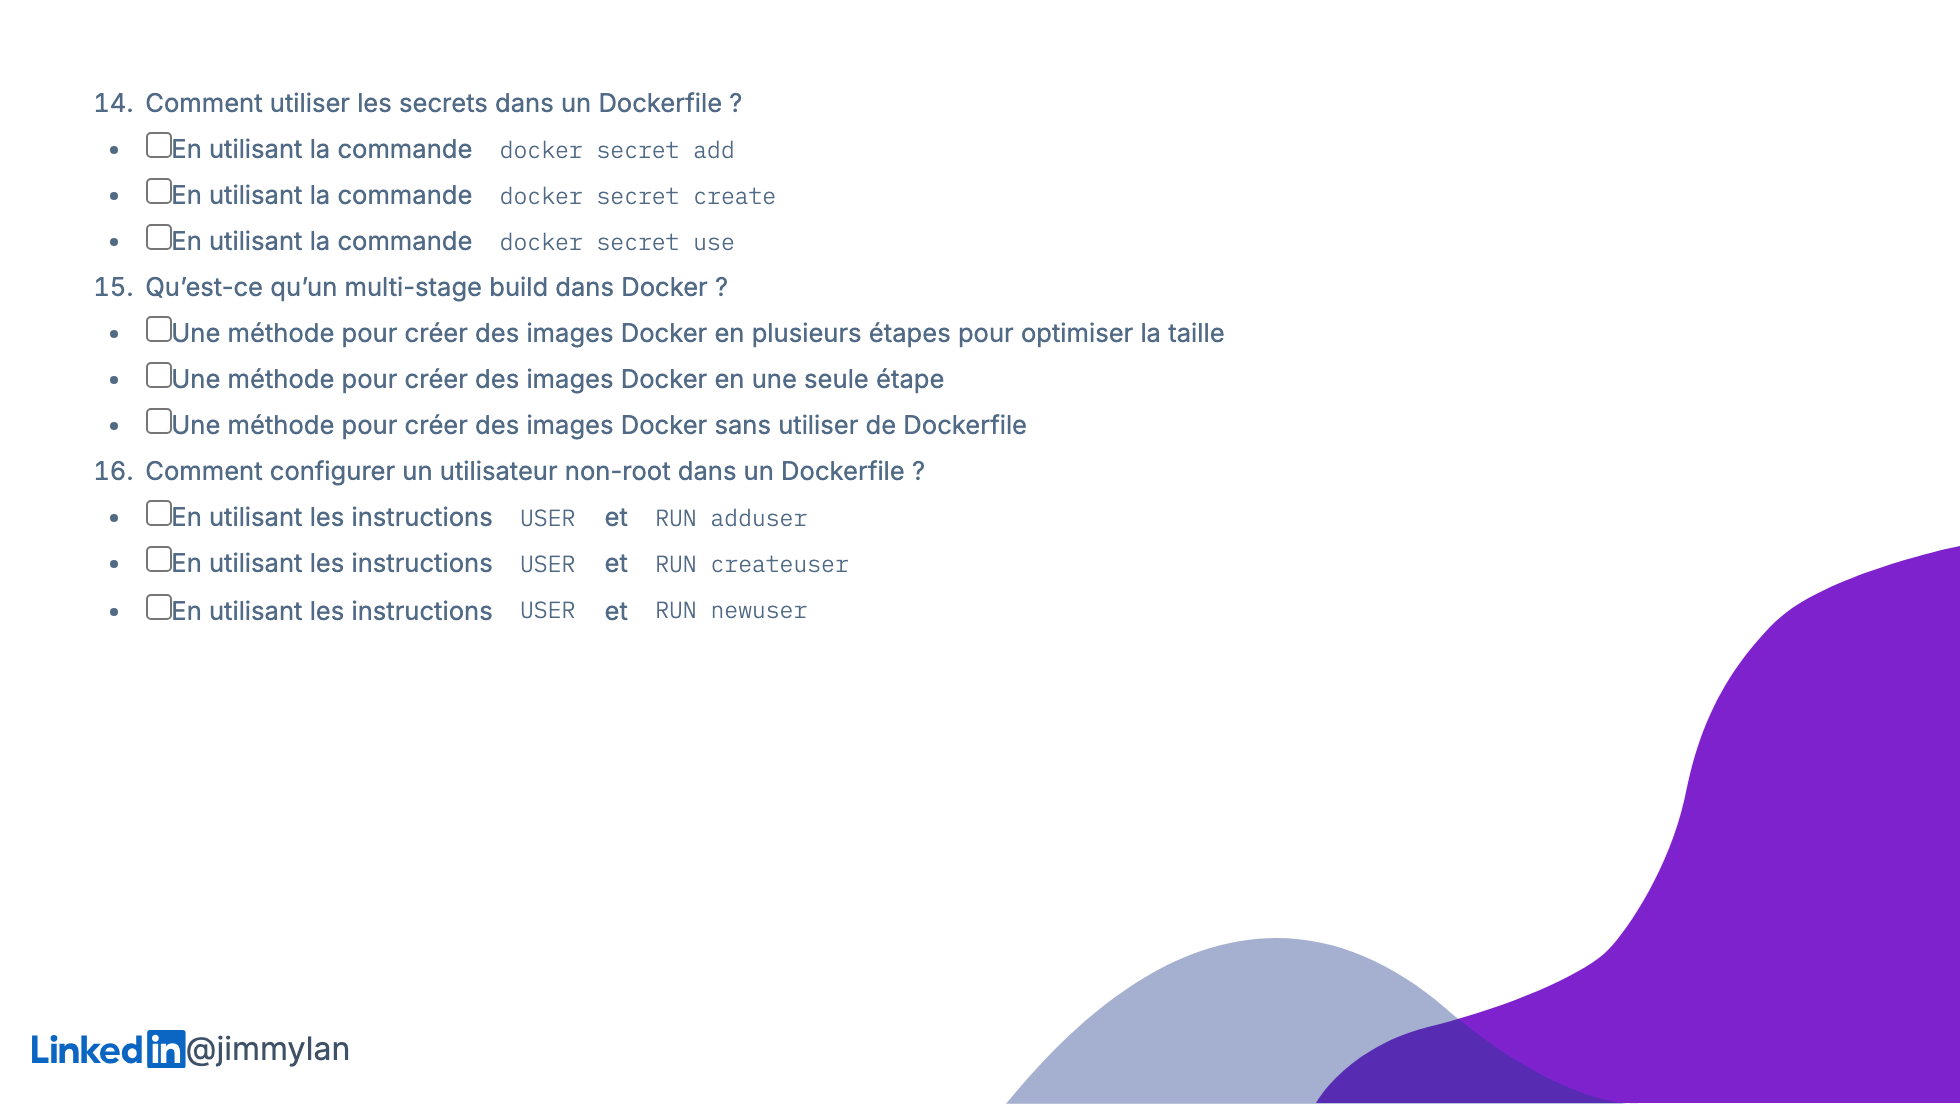 14. Comment utiliser les secrets dans un Dockerfile ?
• En utilisant la commande docker secret add
• En utilisant la commande docker secret create
• En utilisant la commande docker secret use
15. Qu’est-ce qu’un multi-stage build dans Docker ?
• Une méthode pour créer des images Docker en plusieurs étapes pour optimiser la taille
• Une méthode pour créer des images Docker en une seule étape
• Une méthode pour créer des images Docker sans utiliser de Dockerfile
16. Comment configurer un utilisateur non-root dans un Dockerfile ?
• En utilisant les instructions USER et RUN adduser
• En utilisant les instructions USER et RUN createuser
• En utilisant les instructions USER et RUN newuser
Linkedin@jimmylan